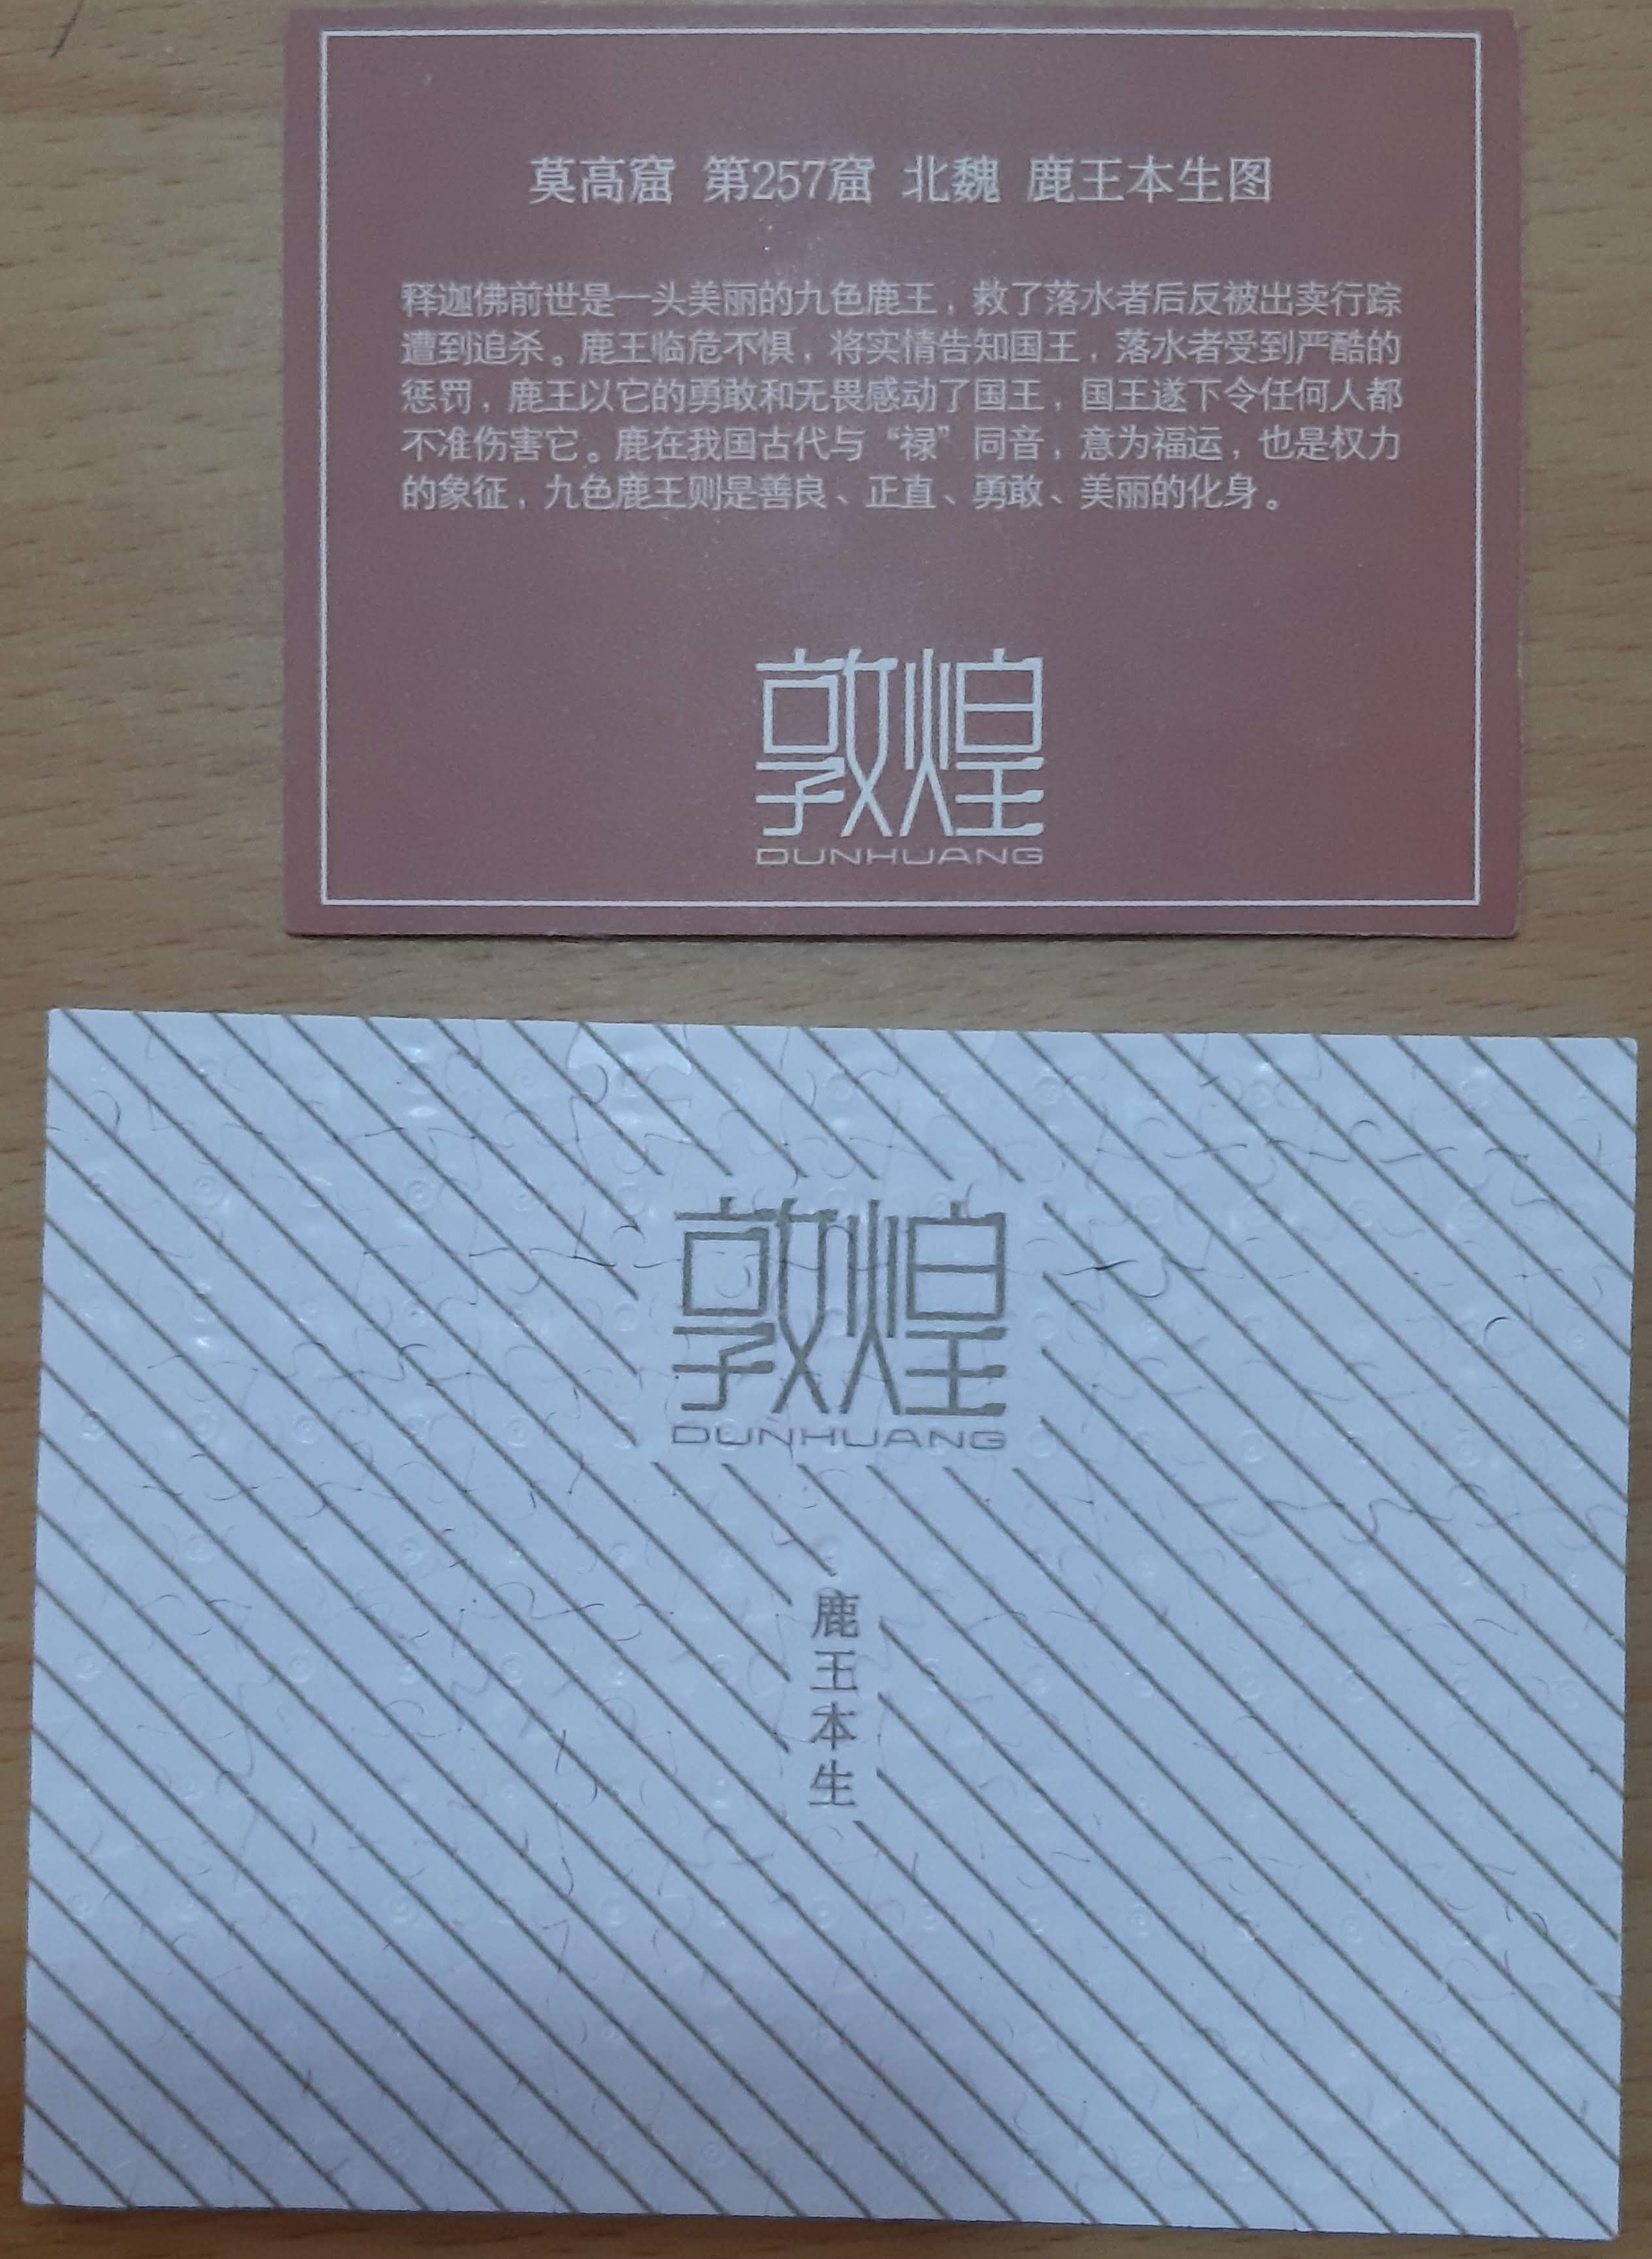 莫高窟 第257窟 北魏 鹿王本生图
释迦佛前世是一头美丽的九色鹿王，救了落水者后反被出卖行踪
遭到追杀。鹿王临危不惧，将实情告知国王，落水者受到严酷的
惩罚，鹿王以它的勇敢和无畏感动了国王，国王遂下令任何人都
不准伤害它。鹿在我国古代与“禄”同音，意为福运，也是权力
的象征，九色鹿王则是善良、正直、勇敢、美丽的化身。
敦煌
DUNHUANG
敦煌
DUNHUANG
鹿王本生